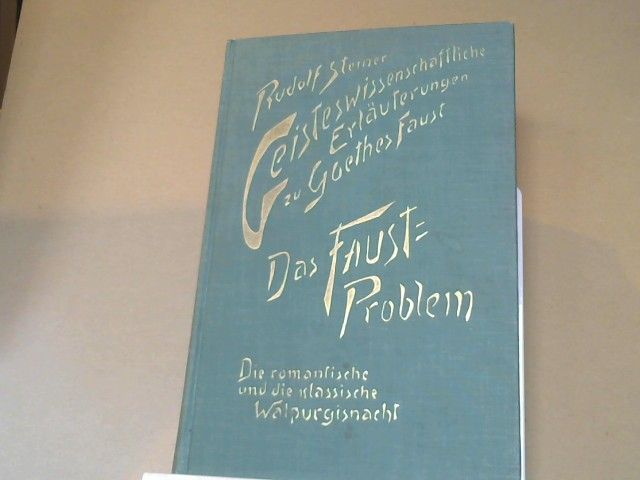 Rudolf Steiner
Geisteswissenschaftliche
Erläuterungen
zu Goethes Faust
Das FAUST=
Problem
Die romantische
und die klassische
Walpurgisnacht